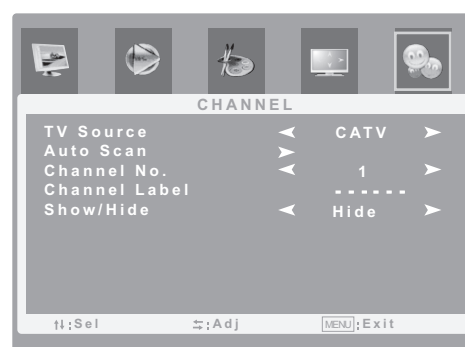 CHANNEL
TV Source CATV
Auto Scan
Channel No. 1
Channel Label ------
Show/Hide Hide
Sel Adj MENU Exit